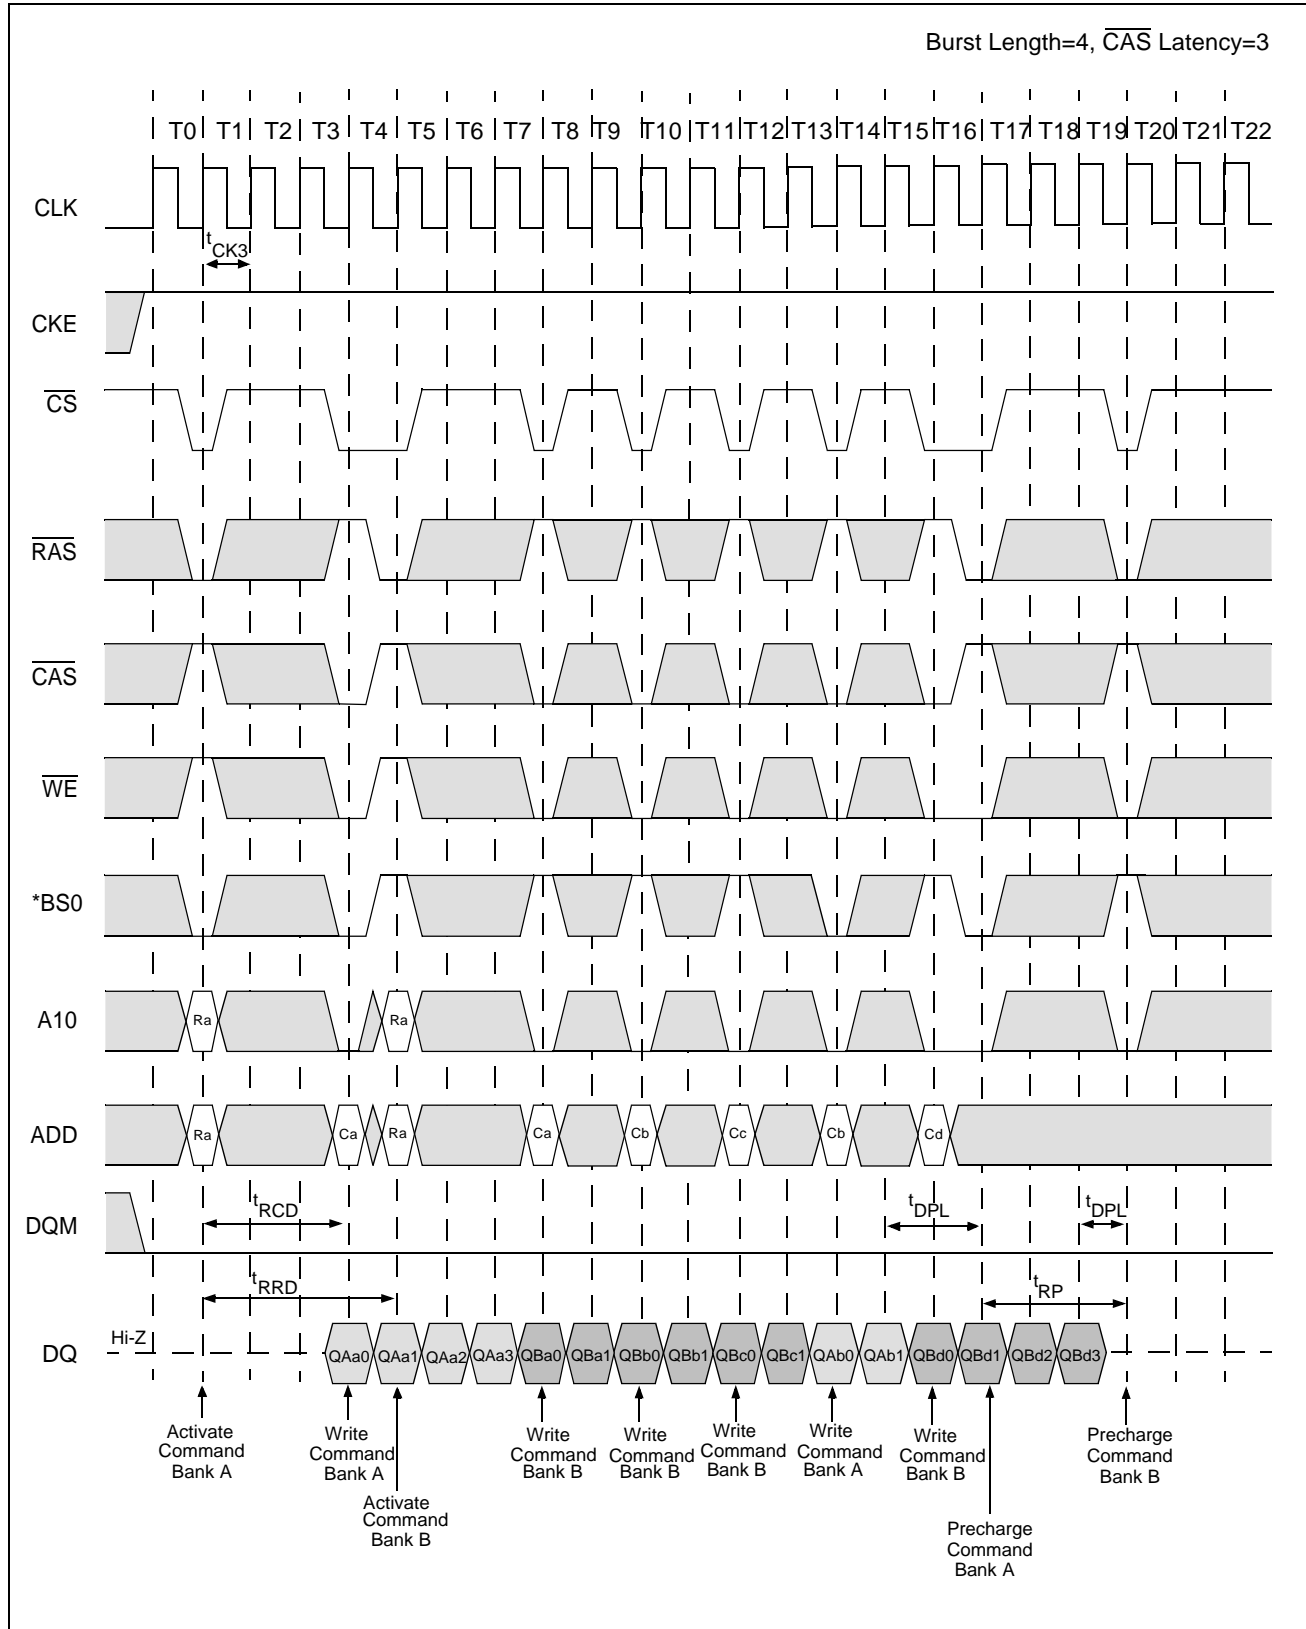 Burst Length=4, CAS Latency=3
T0 T1 T2 T3 T4 T5 T6 T7 T8 T9 T10 T11 T12 T13 T14 T15 T16 T17 T18 T19 T20 T21 T22
CLK
tCK3
CKE
CS
RAS
CAS
WE
*BS0
A10
Ra Ra
ADD
Ra Ca Ra Ca Cb Cc Cb Cd
DQM
tRCD tDPL tDPL
tRRD tRP
Hi-Z
DQ
QAa0 QAa1 QAa2 QAa3 QBa0 QBa1 QBb0 QBb1 QBc0 QBc1 QAb0 QAb1 QBd0 QBd1 QBd2 QBd3
Activate
Command
Bank A
Write
Command
Bank A
Activate
Command
Bank B
Write
Command
Bank B
Write
Command
Bank B
Write
Command
Bank B
Write
Command
Bank A
Write
Command
Bank B
Precharge
Command
Bank A
Precharge
Command
Bank B